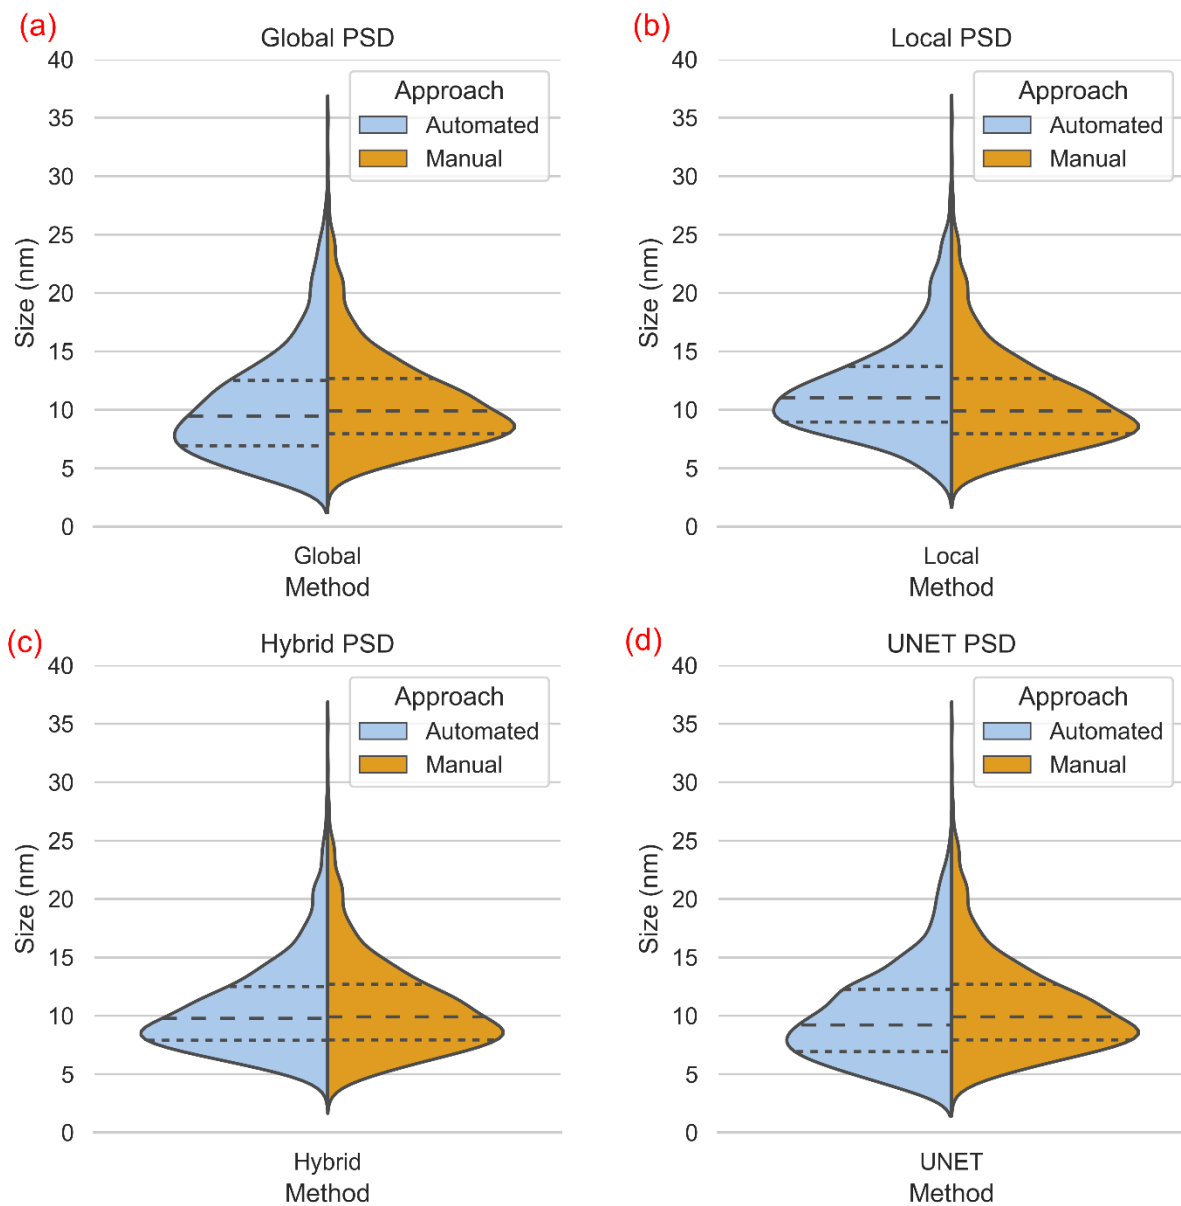 (a)
Global PSD
40
35
30
25
20
15
10
5
0
Size (nm)
Approach
Automated
Manual
Global
Method
(b)
Local PSD
40
35
30
25
20
15
10
5
0
Size (nm)
Approach
Automated
Manual
Local
Method
(c)
Hybrid PSD
40
35
30
25
20
15
10
5
0
Size (nm)
Approach
Automated
Manual
Hybrid
Method
(d)
UNET PSD
40
35
30
25
20
15
10
5
0
Size (nm)
Approach
Automated
Manual
UNET
Method